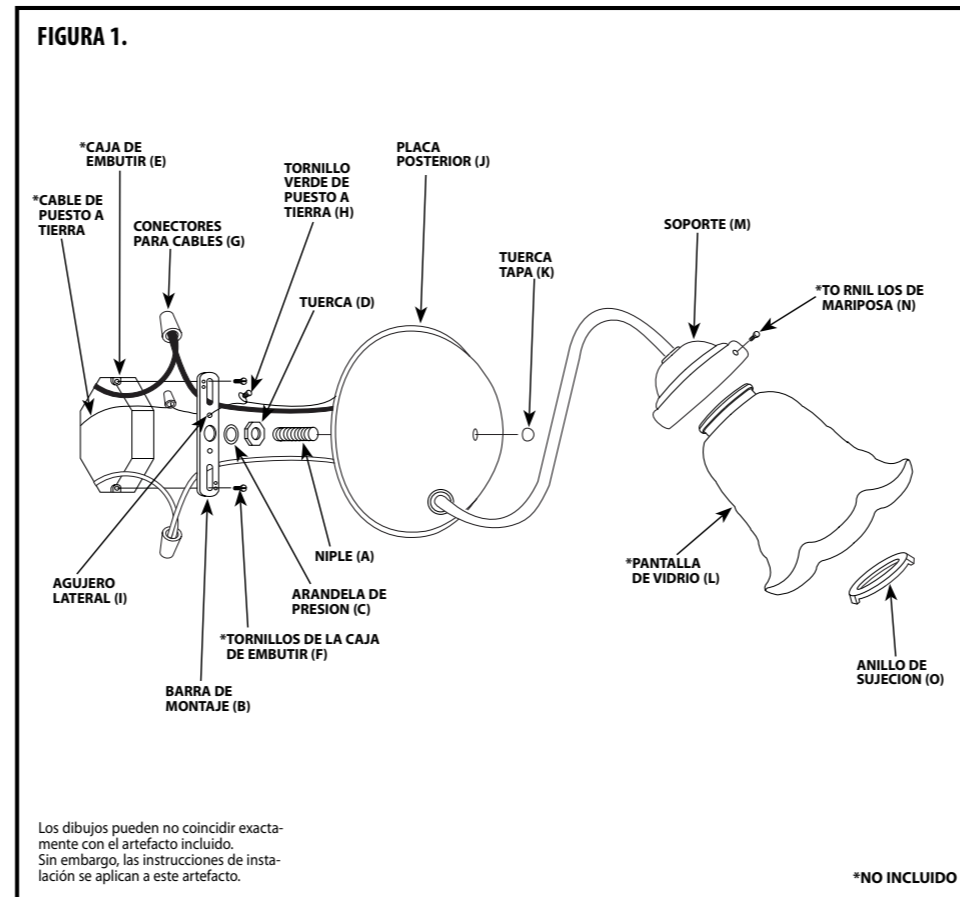 FIGURA 1.
*CAJA DE
EMBUTIR (E)
*CABLE DE
PUESTO A
TIERRA
CONECTORES
PARA CABLES (G)
TORNILLO
VERDE DE
PUESTO A
TIERRA (H)
TUERCA (D)
PLACA
POSTERIOR (J)
TUERCA
TAPA (K)
SOPORTE (M)
*TO RNIL LOS DE
MARIPOSA (N)
AGUJERO
LATERAL (I)
NIPLE (A)
ARANDELA DE
PRESION (C)
*TORNILLOS DE LA CAJA
DE EMBUTIR (F)
BARRA DE
MONTAJE (B)
*PANTALLA
DE VIDRIO (L)
ANILLO DE
SUJECION (O)
Los dibujos pueden no coincidir exacta-
mente con el artefacto incluido.
Sin embargo, las instrucciones de insta-
lación se aplican a este artefacto.
*NO INCLUIDO